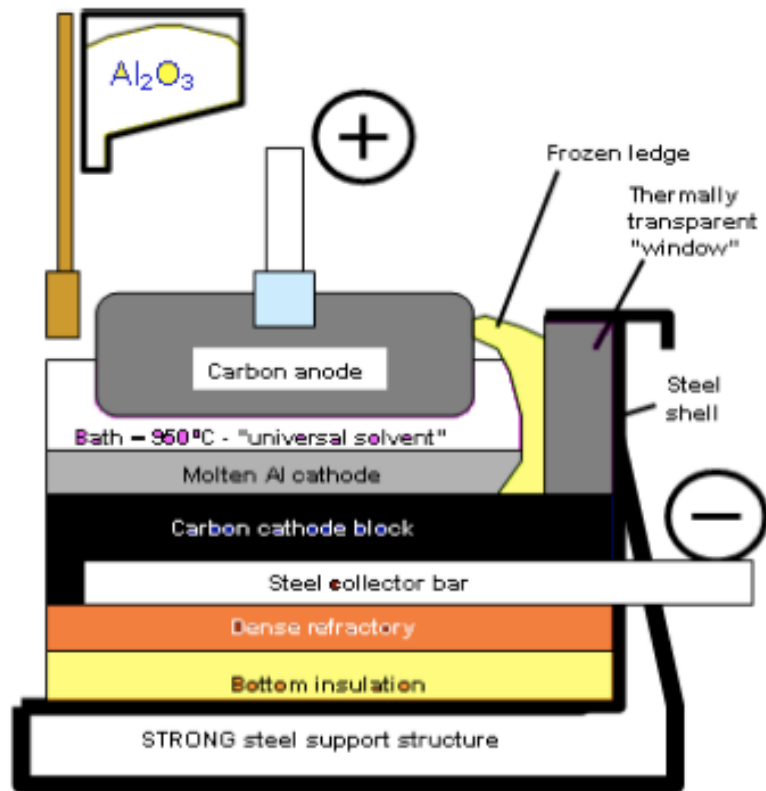 Al₂O₃
+
Frozen ledge
Thermally
transparent
"window"
Carbon anode
Steel
shell
Bath – 950°C - "universal solvent"
Molten Al cathode
−
Carbon cathode block
Steel collector bar
Dense refractory
Bottom insulation
STRONG steel support structure